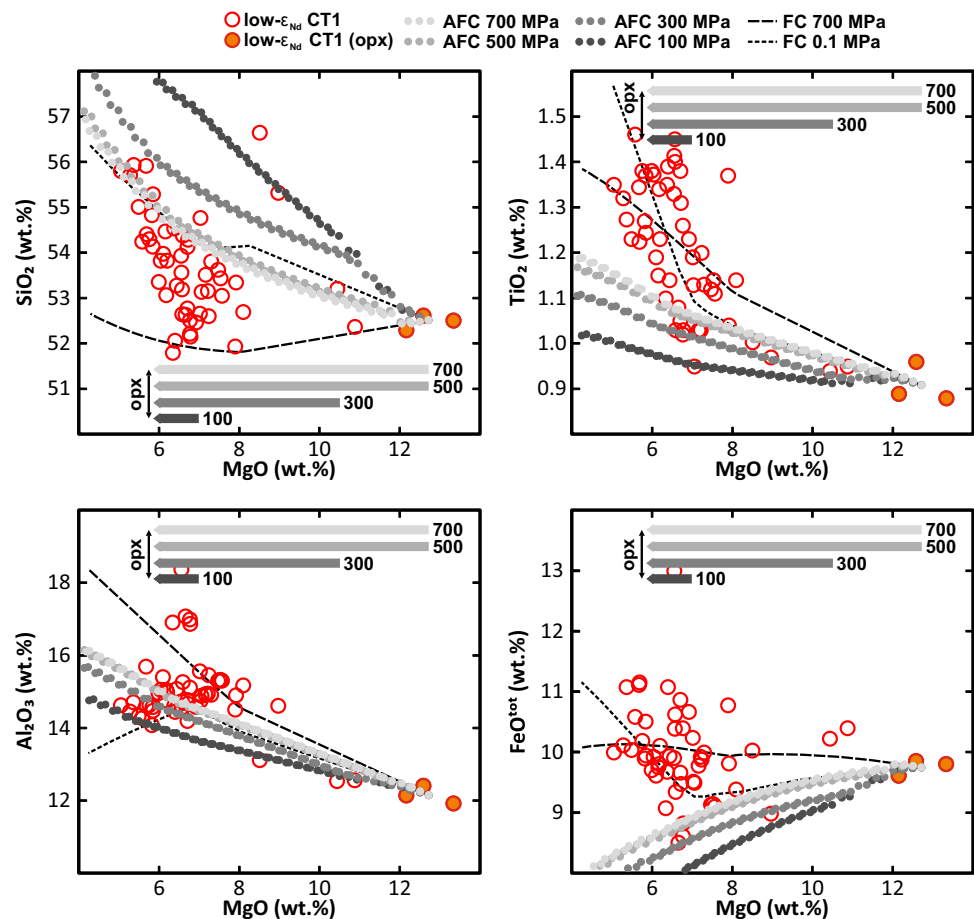 low-εNd CT1 AFC 700 MPa AFC 300 MPa FC 700 MPa
low-εNd CT1 (opx) AFC 500 MPa AFC 100 MPa FC 0.1 MPa
57
56
55
54
53
52
51
SiO₂ (wt.%)
opx
700
500
300
100
6 8 10 12
MgO (wt.%)
1.5
1.4
1.3
1.2
1.1
1.0
0.9
TiO₂ (wt.%)
opx
700
500
300
100
6 8 10 12
MgO (wt.%)
18
16
14
12
Al₂O₃ (wt.%)
opx
700
500
300
100
6 8 10 12
MgO (wt.%)
13
12
11
10
9
FeOᵗᵒᵗ (wt.%)
opx
700
500
300
100
6 8 10 12
MgO (wt.%)